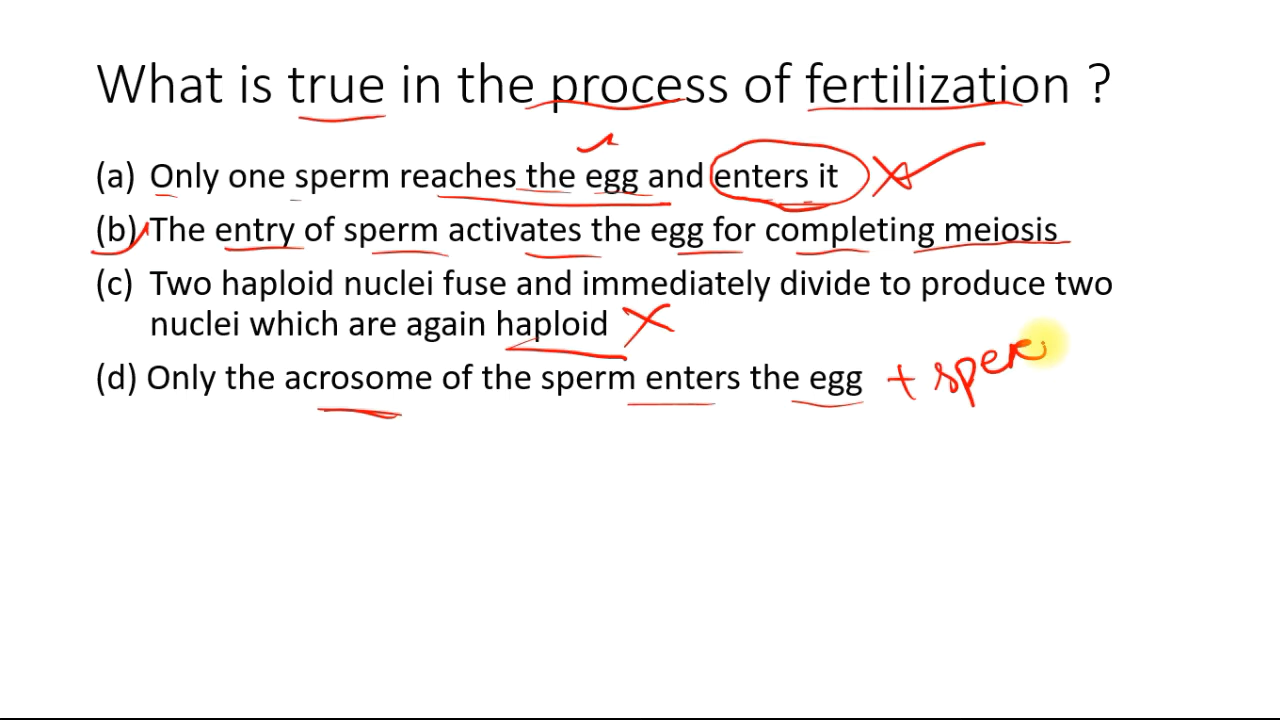 What is true in the process of fertilization ?
(a) Only one sperm reaches the egg and enters it
(b) The entry of sperm activates the egg for completing meiosis
(c) Two haploid nuclei fuse and immediately divide to produce two
nuclei which are again haploid
(d) Only the acrosome of the sperm enters the egg + sper